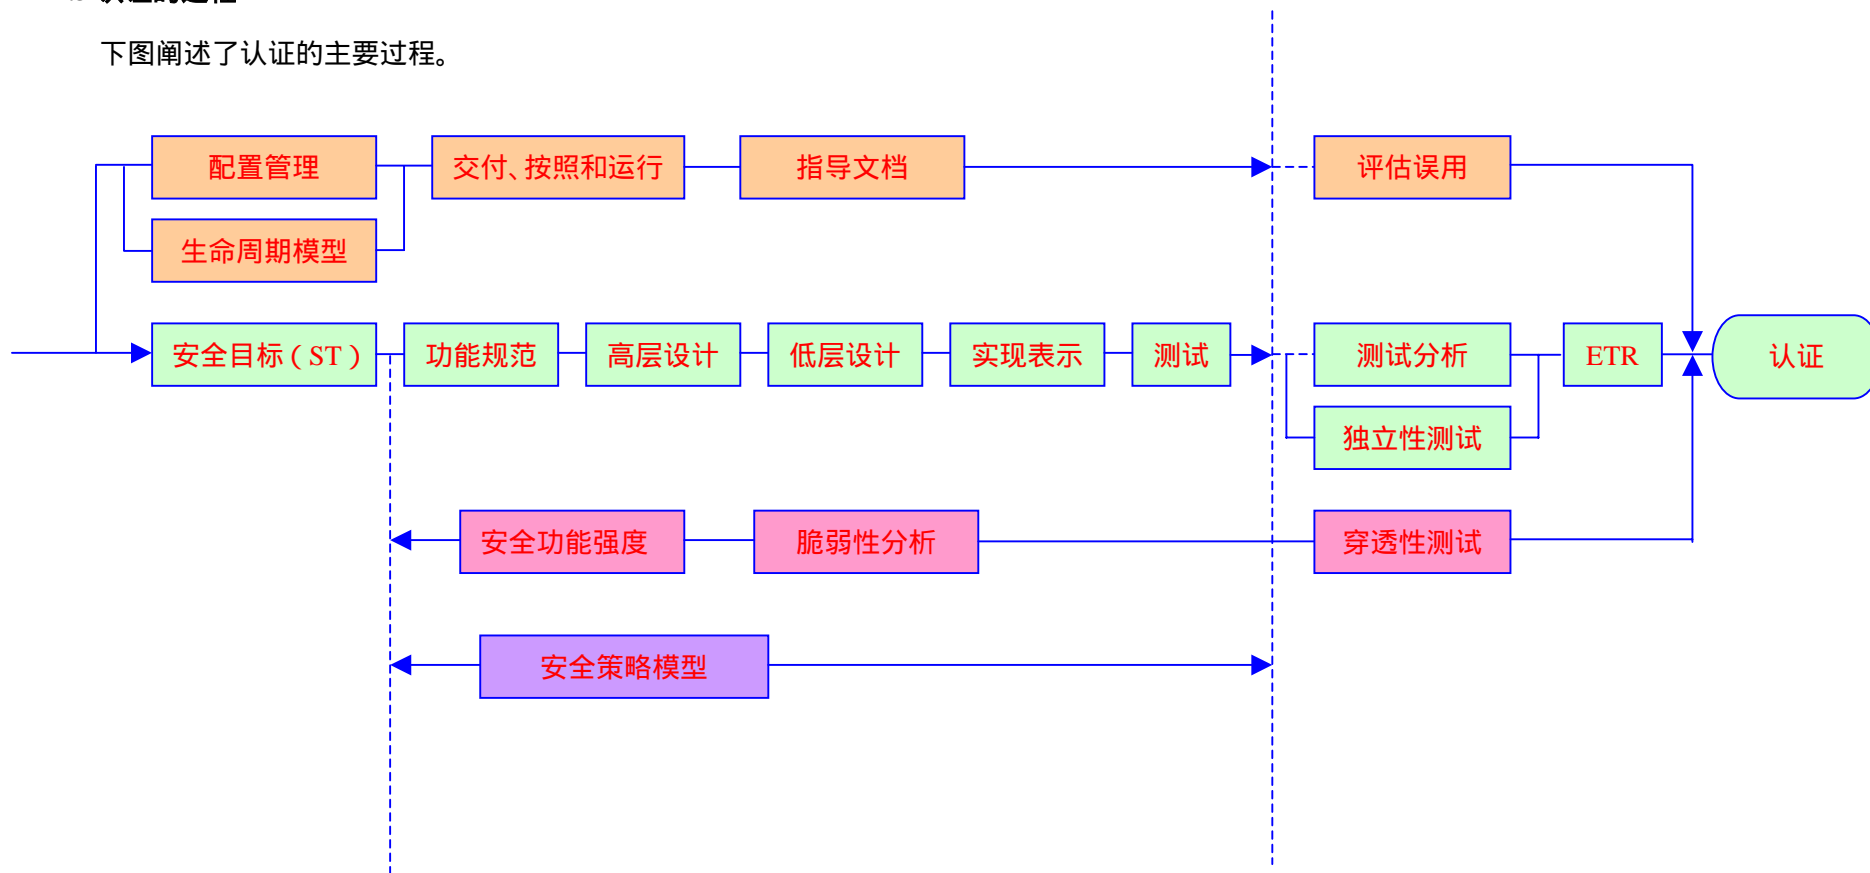 下图阐述了认证的主要过程。
配置管理
交付、按照和运行
指导文档
评估误用
生命周期模型
安全目标（ST）
功能规范
高层设计
低层设计
实现表示
测试
测试分析
ETR
认证
独立性测试
安全功能强度
脆弱性分析
穿透性测试
安全策略模型